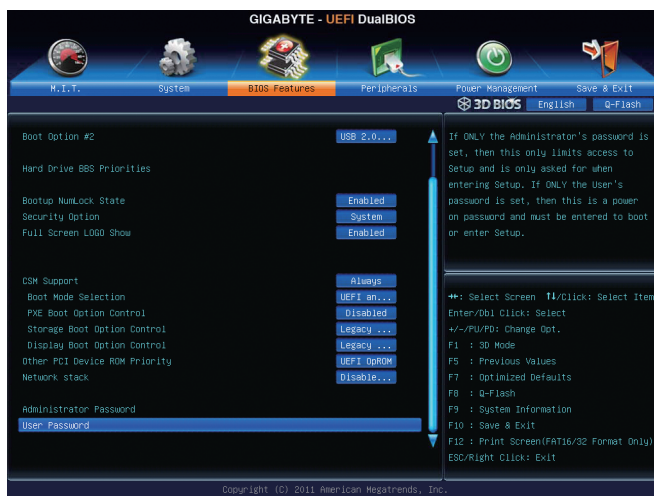 GIGABYTE - UEFI DualBIOS
M.I.T.
System
BIOS Features
Peripherals
Power Management
Save & Exit
3D BIOS
English
Q-Flash
Boot Option #2 USB 2.0...
Hard Drive BBS Priorities
Bootup NumLock State Enabled
Security Option System
Full Screen LOGO Show Enabled
CSM Support Always
Boot Mode Selection UEFI an...
PXE Boot Option Control Disabled
Storage Boot Option Control Legacy ...
Display Boot Option Control Legacy ...
Other PCI Device ROM Priority UEFI OpROM
Network stack Disable...
Administrator Password
User Password
If ONLY the Administrator's password is
set, then this only limits access to
Setup and is only asked for when
entering Setup. If ONLY the User's
password is set, then this is a power
on password and must be entered to boot
or enter Setup.
→←: Select Screen ↑↓/Click: Select Item
Enter/Dbl Click: Select
+/-/PU/PD: Change Opt.
F1 : 3D Mode
F5 : Previous Values
F7 : Optimized Defaults
F8 : Q-Flash
F9 : System Information
F10 : Save & Exit
F12 : Print Screen(FAT16/32 Format Only)
ESC/Right Click: Exit
Copyright (C) 2011 American Megatrends, Inc.